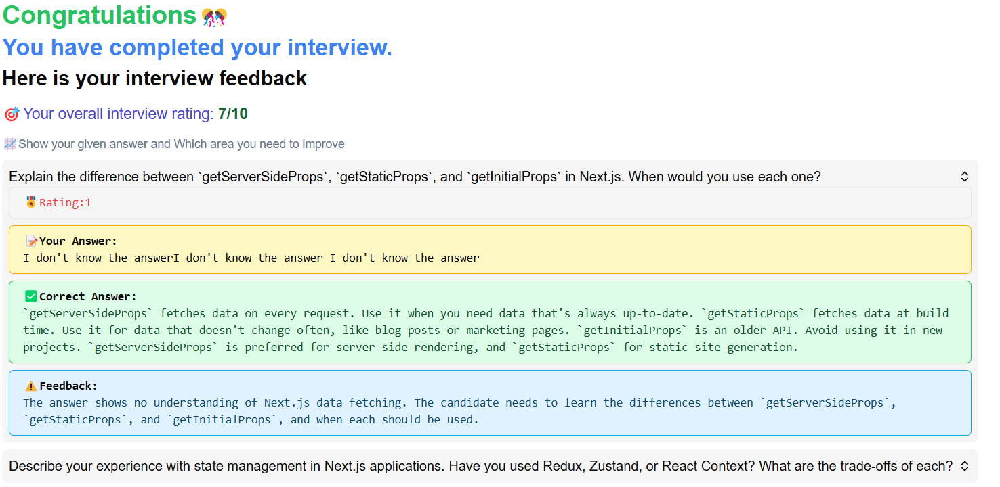 Congratulations 🎊
You have completed your interview.
Here is your interview feedback
🎯 Your overall interview rating: 7/10
📈 Show your given answer and Which area you need to improve
Explain the difference between `getServerSideProps`, `getStaticProps`, and `getInitialProps` in Next.js. When would you use each one?
🏅 Rating:1
📝 Your Answer:
I don't know the answerI don't know the answer I don't know the answer
✅ Correct Answer:
`getServerSideProps` fetches data on every request. Use it when you need data that's always up-to-date. `getStaticProps` fetches data at build
time. Use it for data that doesn't change often, like blog posts or marketing pages. `getInitialProps` is an older API. Avoid using it in new
projects. `getServerSideProps` is preferred for server-side rendering, and `getStaticProps` for static site generation.
⚠️ Feedback:
The answer shows no understanding of Next.js data fetching. The candidate needs to learn the differences between `getServerSideProps`,
`getStaticProps`, and `getInitialProps`, and when each should be used.
Describe your experience with state management in Next.js applications. Have you used Redux, Zustand, or React Context? What are the trade-offs of each?